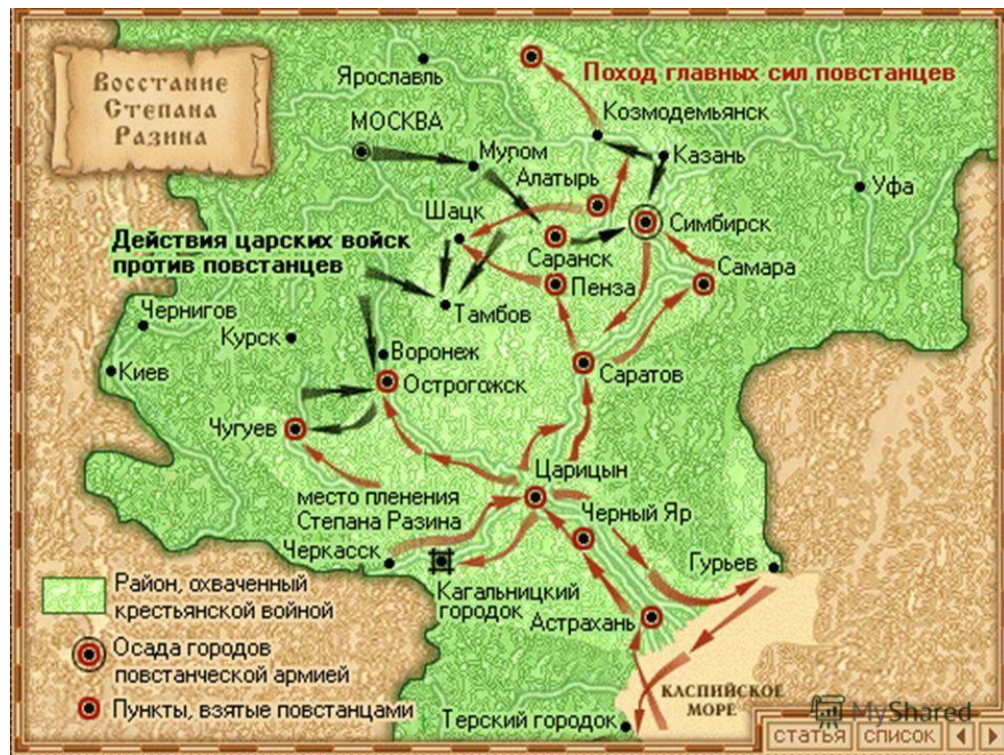 Восстание
Степана
Разина
Поход главных сил повстанцев
Ярославль
Козмодемьянск
МОСКВА
Муром
Казань
Алатырь
Уфа
Шацк
Симбирск
Действия царских войск
против повстанцев
Саранск
Самара
Пенза
Тамбов
Чернигов
Курск
Воронеж
Киев
Саратов
Острогожск
Чугуев
Царицын
место пленения
Степана Разина
Черный Яр
Черкасск
Гурьев
Кагальницкий
городок
Астрахань
Район, охваченный
крестьянской войной
Осада городов
повстанческой армией
Пункты, взятые повстанцами
Терский городок
КАСПИЙСКОЕ
МОРЕ
MyShared
статья список